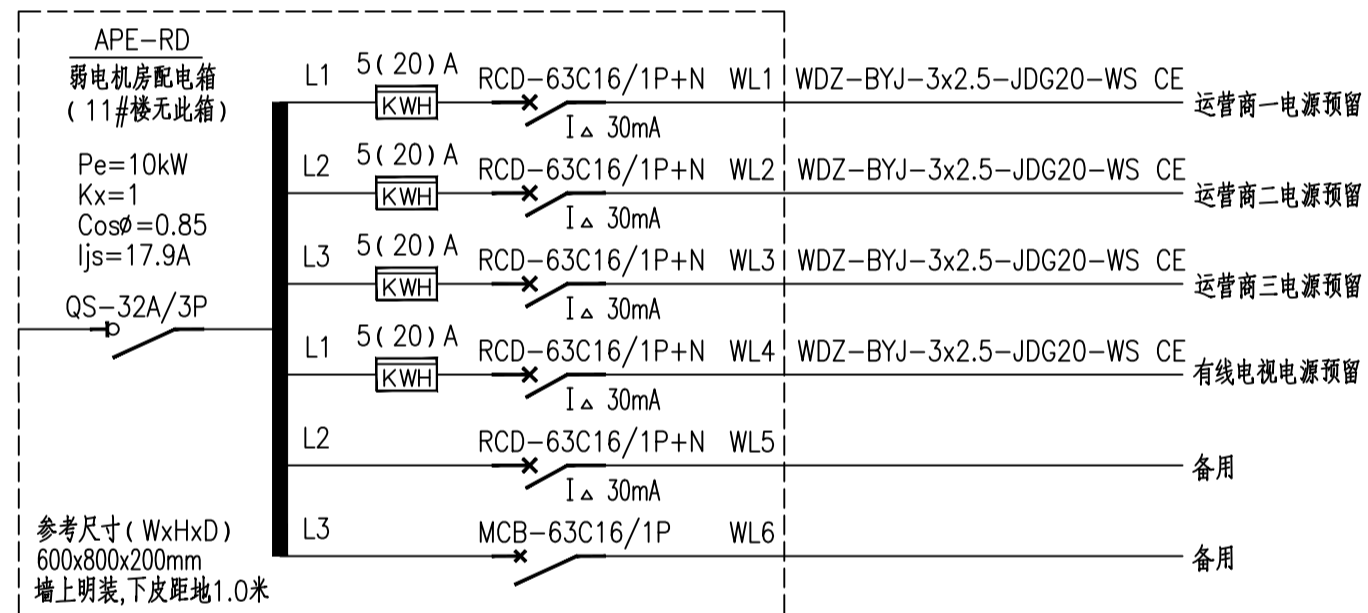 APE-RD
弱电机房配电箱
(11#楼无此箱)
Pe=10kW
Kx=1
Cosø=0.85
Ijs=17.9A
QS-32A/3P
参考尺寸(WxHxD)
600x800x200mm
墙上明装,下皮距地1.0米
L1 5(20)A RCD-63C16/1P+N WL1 WDZ-BYJ-3x2.5-JDG20-WS CE
KWH I△ 30mA 运营商一电源预留
L2 5(20)A RCD-63C16/1P+N WL2 WDZ-BYJ-3x2.5-JDG20-WS CE
KWH I△ 30mA 运营商二电源预留
L3 5(20)A RCD-63C16/1P+N WL3 WDZ-BYJ-3x2.5-JDG20-WS CE
KWH I△ 30mA 运营商三电源预留
L1 5(20)A RCD-63C16/1P+N WL4 WDZ-BYJ-3x2.5-JDG20-WS CE
KWH I△ 30mA 有线电视电源预留
L2 RCD-63C16/1P+N WL5
I△ 30mA 备用
L3 MCB-63C16/1P WL6
备用